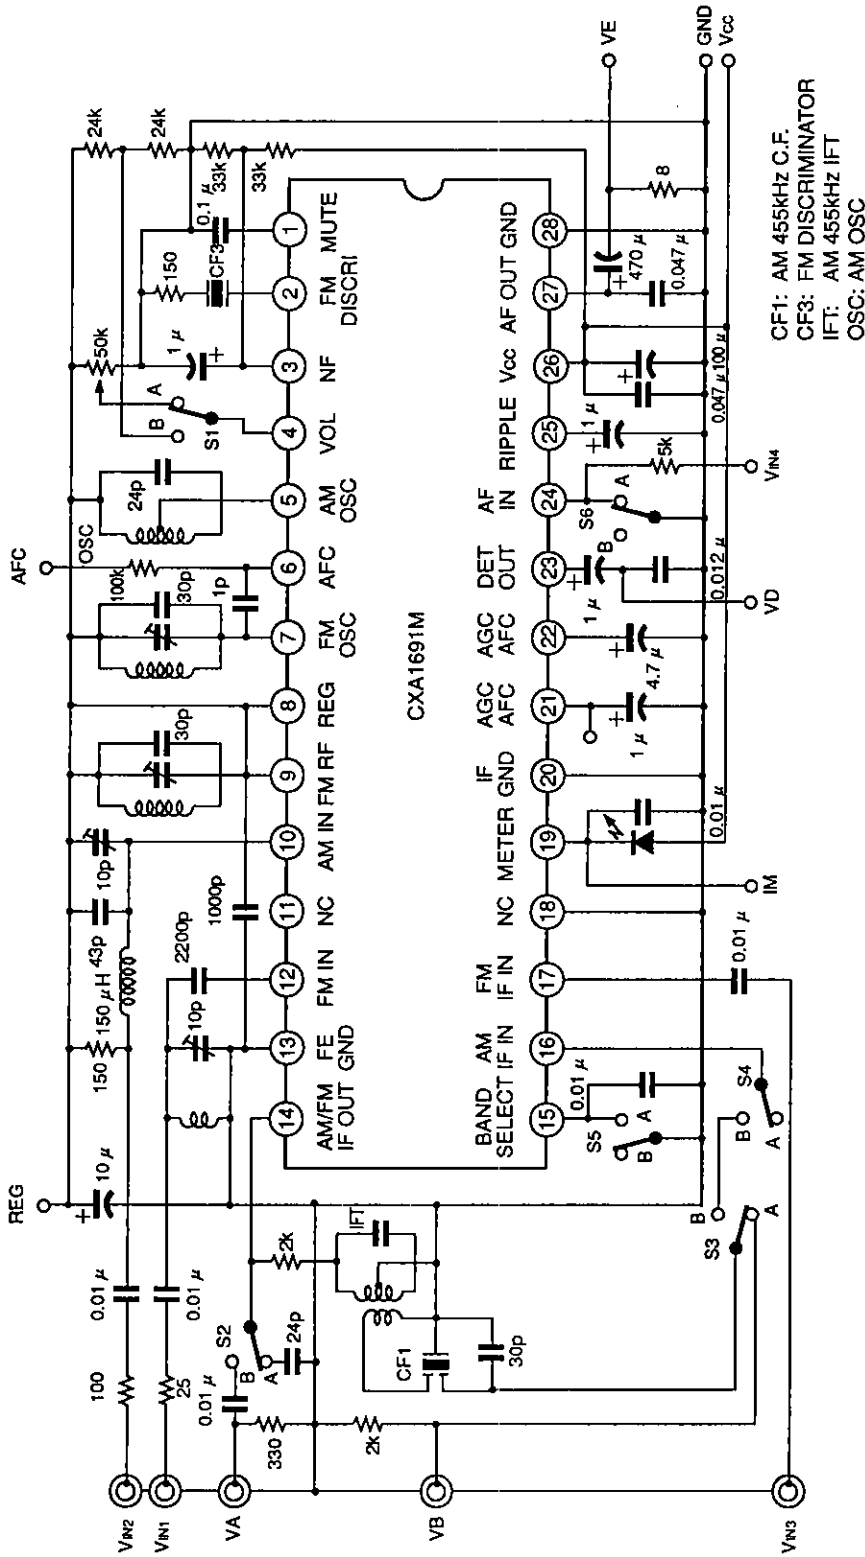 REG
AFC
10 μ
150
150 μH
43p
10p
30p
30p
100k
OSC
24p
50k
24k
24k
33k
33k
A
B
S1
1 μ
+
150
CF3
0.1 μ
1p
1000p
2200p
10p
+
VIN2
100
0.01 μ
VIN1
25
0.01 μ
VA
0.01 μ
S2
B
A
24p
330
2k
2k
IFT
VB
CF1
30p
VIN3
14
13
12
11
10
9
8
7
6
5
4
3
2
1
AM/FM
IF OUT
FE
GND
FM IN
NC
AM IN
FM RF
REG
FM
OSC
AFC
AM
OSC
VOL
NF
FM
DISCRI
MUTE
CXA1691M
BAND
SELECT
AM
IF IN
FM
IF IN
NC
METER
IF
GND
AGC
AFC
AGC
AFC
DET
OUT
AF
IN
RIPPLE
Vcc
AF OUT
GND
15
16
17
18
19
20
21
22
23
24
25
26
27
28
0.01 μ
S5
B
A
S3
B
A
S4
B
A
0.01 μ
IM
0.01 μ
+
1 μ
+
4.7 μ
+
1 μ
VD
0.012 μ
S6
B
A
5k
VIN4
+
1 μ
0.047 μ
+
100 μ
+
470 μ
0.047 μ
8
VE
GND
Vcc
CF1: AM 455kHz C.F.
CF3: FM DISCRIMINATOR
IFT: AM 455kHz IFT
OSC: AM OSC